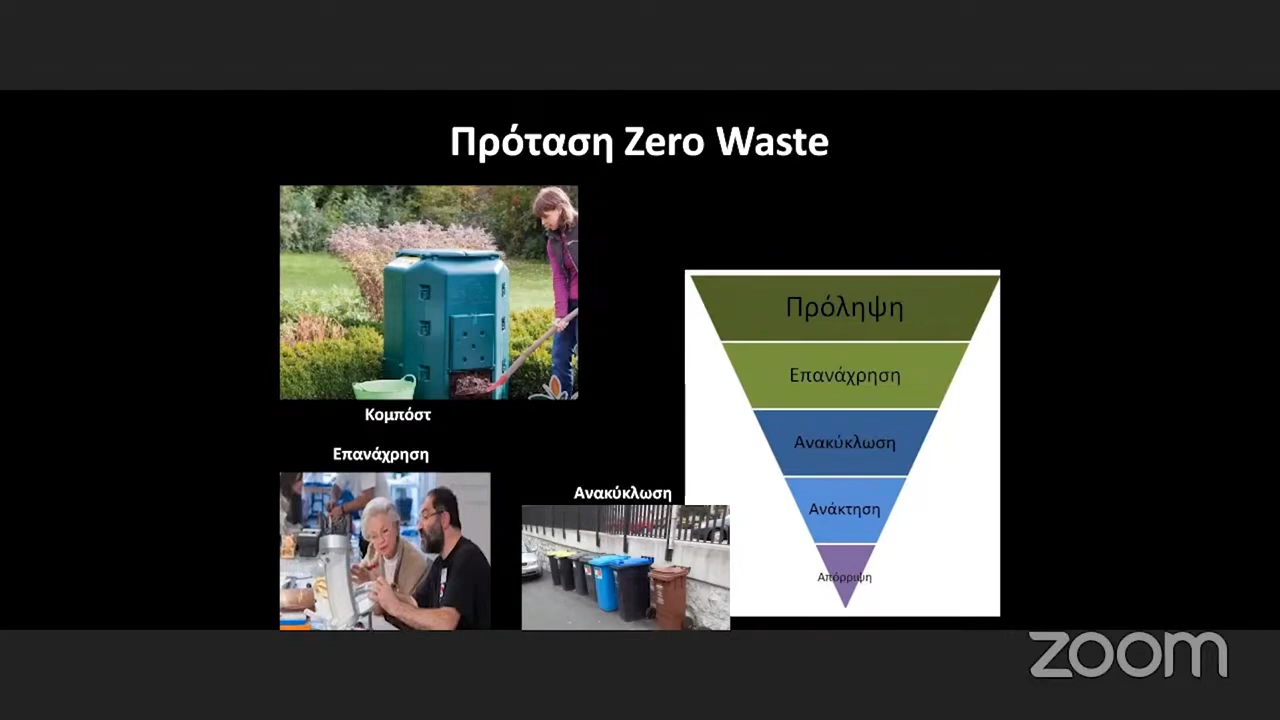 Πρόταση Zero Waste
Κομπόστ
Επανάχρηση
Ανακύκλωση
Πρόληψη
Επανάχρηση
Ανακύκλωση
Ανάκτηση
Απόρριψη
zoom